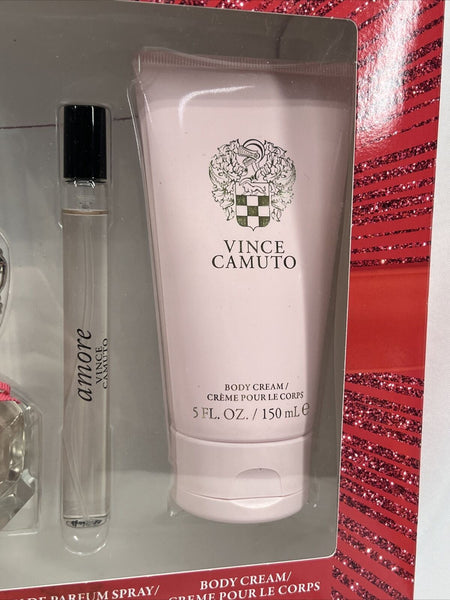 amore
VINCE
CAMUTO
VINCE
CAMUTO
BODY CREAM/
CRÈME POUR LE CORPS
5 FL. OZ. / 150 mL ℮
DE PARFUM SPRAY/
BODY CREAM/
CRÈME POUR LE CORPS